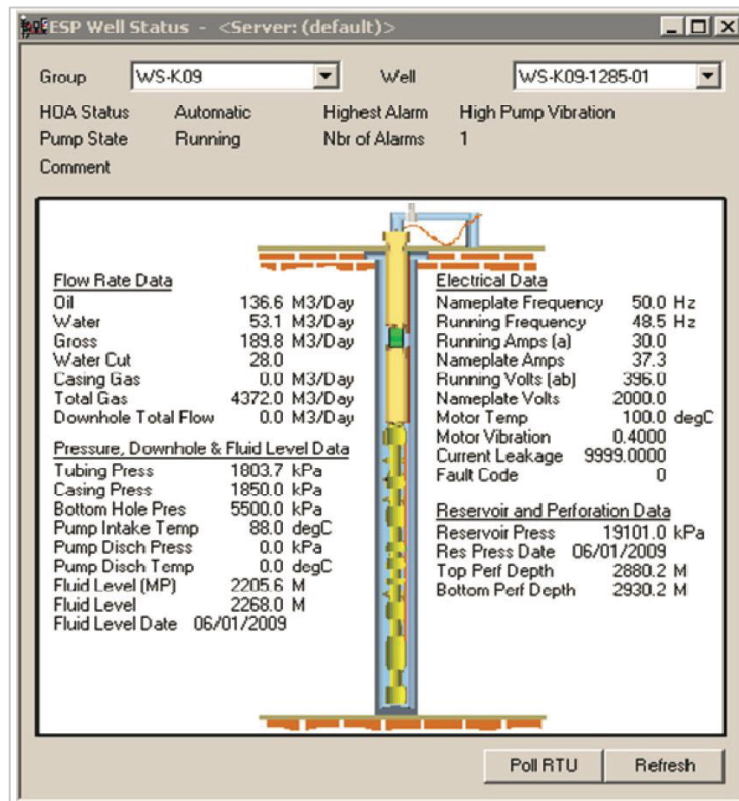 ESP Well Status - <Server: (default)>
Group WS-K09 Well WS-K09-1285-01
HOA Status Automatic Highest Alarm High Pump Vibration
Pump State Running Nbr of Alarms 1
Comment
Flow Rate Data
Oil 136.6 M3/Day
Water 53.1 M3/Day
Gross 189.8 M3/Day
Water Cut 28.0
Casing Gas 0.0 M3/Day
Total Gas 4372.0 M3/Day
Downhole Total Flow 0.0 M3/Day
Pressure, Downhole & Fluid Level Data
Tubing Press 1803.7 kPa
Casing Press 1850.0 kPa
Bottom Hole Pres 5500.0 kPa
Pump Intake Temp 88.0 degC
Pump Disch Press 0.0 kPa
Pump Disch Temp 0.0 degC
Fluid Level (MP) 2205.6 M
Fluid Level 2268.0 M
Fluid Level Date 06/01/2009
Electrical Data
Nameplate Frequency 50.0 Hz
Running Frequency 48.5 Hz
Running Amps (a) 30.0
Nameplate Amps 37.3
Running Volts (ab) 396.0
Nameplate Volts 2000.0
Motor Temp 100.0 degC
Motor Vibration 0.4000
Current Leakage 9999.0000
Fault Code 0
Reservoir and Perforation Data
Reservoir Press 19101.0 kPa
Res Press Date 06/01/2009
Top Perf Depth 2880.2 M
Bottom Perf Depth 2930.2 M
Poll RTU Refresh